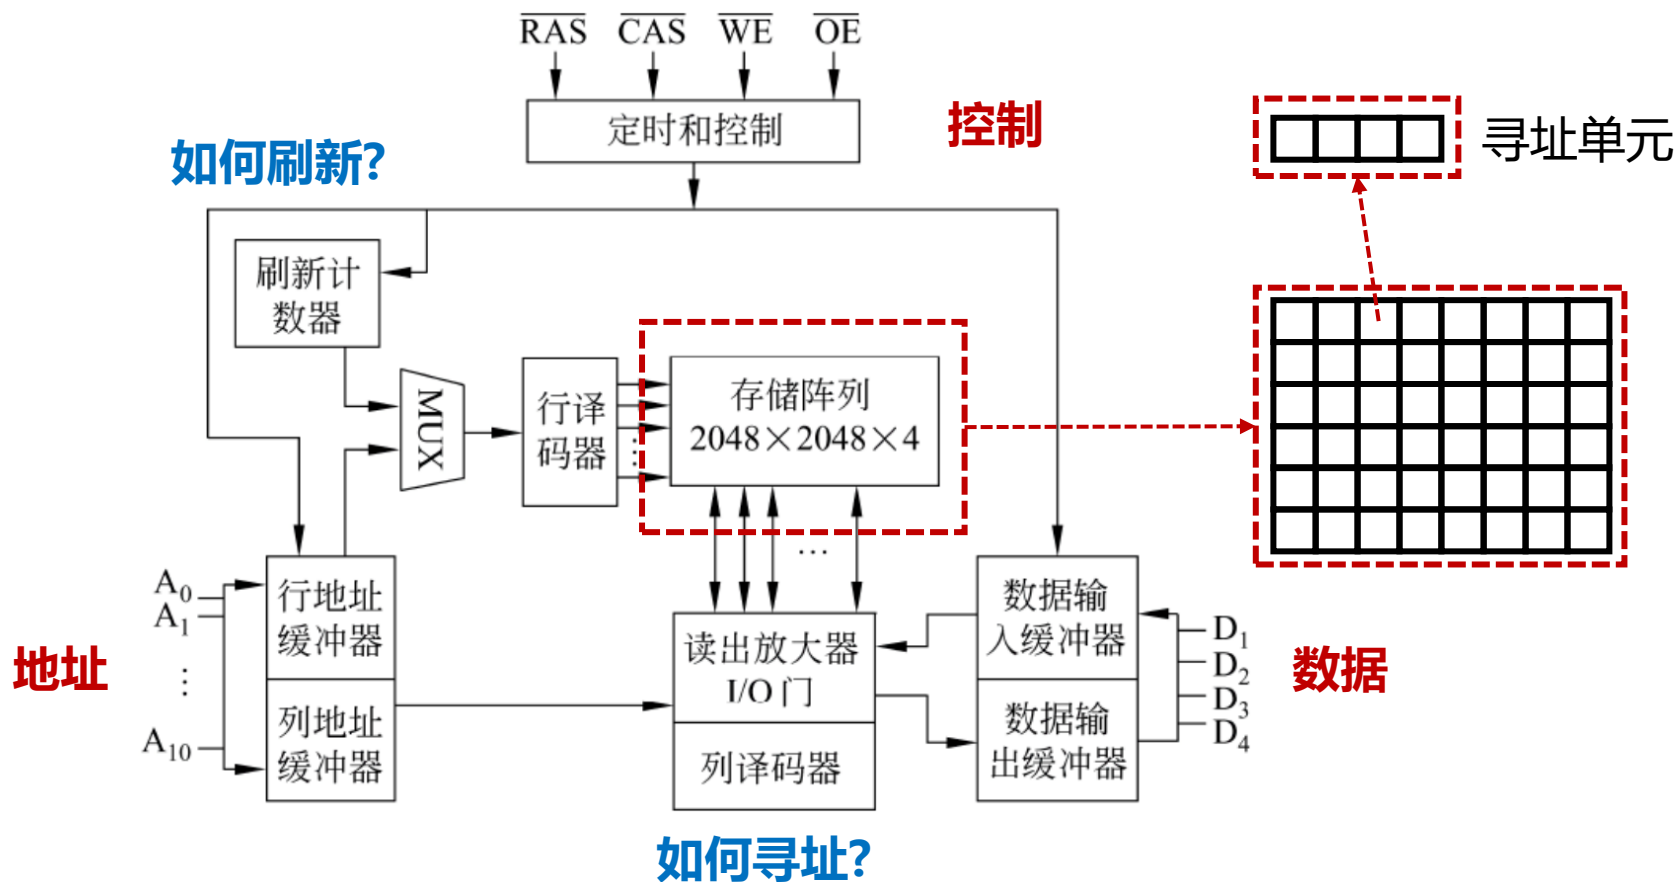 RAS CAS WE OE
定时和控制
控制
寻址单元
如何刷新?
刷新计
数器
MUX
行译
码器
存储阵列
2048×2048×4
⋮
…
A0
A1
⋮
A10
地址
行地址
缓冲器
列地址
缓冲器
读出放大器
I/O 门
列译码器
数据输
入缓冲器
数据输
出缓冲器
D1
D2
D3
D4
数据
如何寻址?